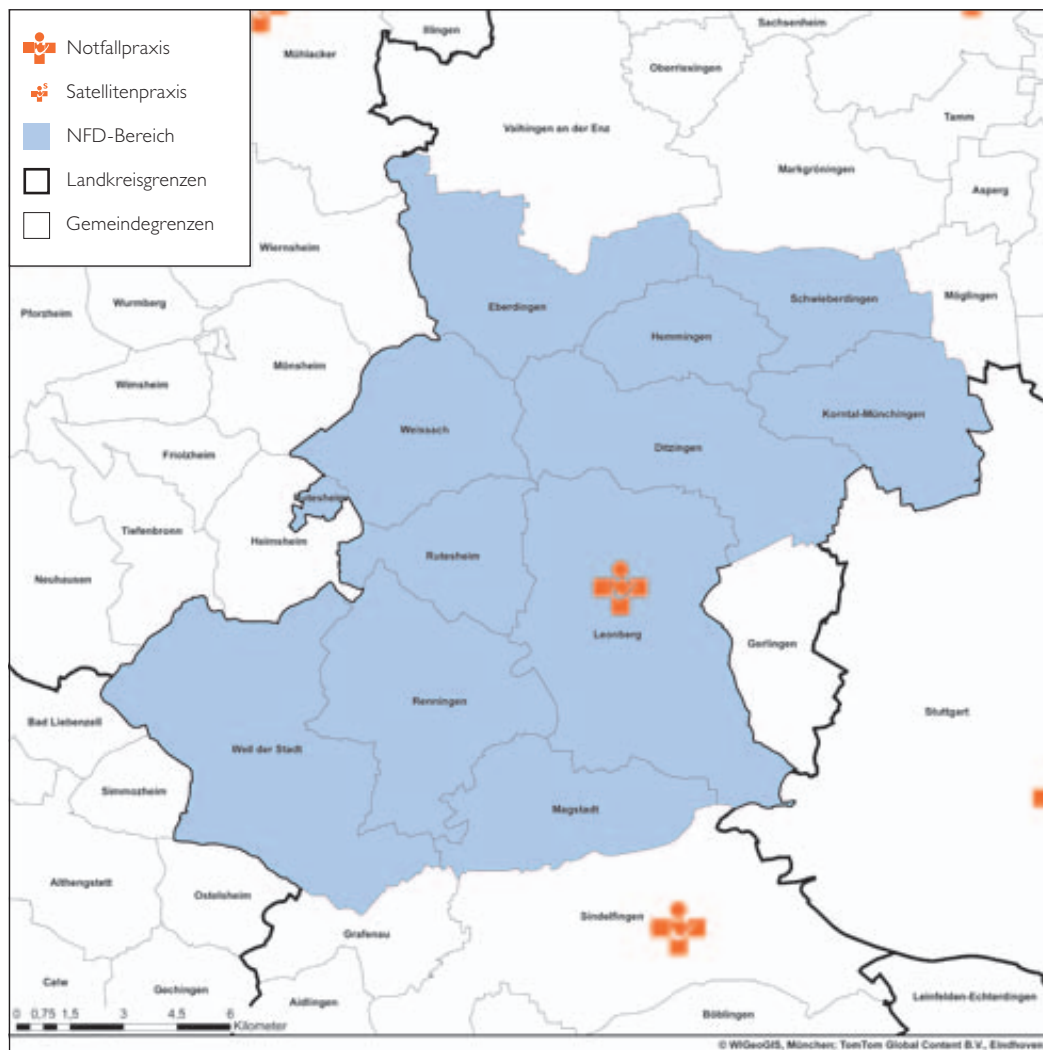 Notfallpraxis
Satellitenpraxis
NFD-Bereich
Landkreisgrenzen
Gemeindegrenzen
Illingen
Mühlacker
Sachsenheim
Oberriexingen
Tamm
Vaihingen an der Enz
Markgröningen
Asperg
Wiernsheim
Wurmberg
Pforzheim
Eberdingen
Schwieberdingen
Möglingen
Hemmingen
Mönsheim
Wimsheim
Weissach
Korntal-Münchingen
Ditzingen
Friolzheim
Rutesheim
Tiefenbronn
Heimsheim
Rutesheim
Neuhausen
Leonberg
Gerlingen
Renningen
Stuttgart
Bad Liebenzell
Weil der Stadt
Simmozheim
Magstadt
Althengstett
Ostelsheim
Sindelfingen
Grafenau
Calw
Gechingen
Aidlingen
Leinfelden-Echterdingen
Böblingen
0 0,75 1,5 3 4,5 6
Kilometer
© WIGeoGIS, München; TomTom Global Content B.V., Eindhoven